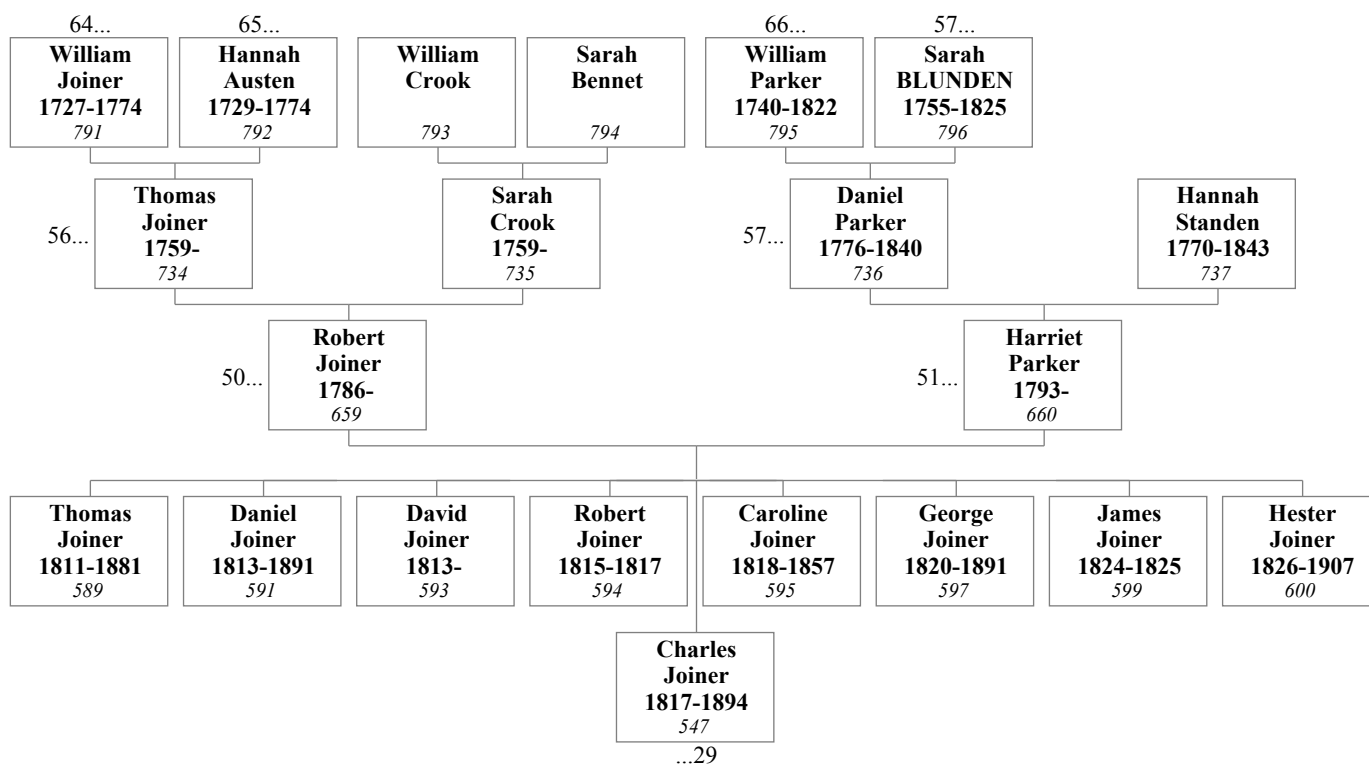 64...
65...
66...
57...
William
Joiner
1727-1774
791
Hannah
Austen
1729-1774
792
William
Crook
793
Sarah
Bennet
794
William
Parker
1740-1822
795
Sarah
BLUNDEN
1755-1825
796
56...
Thomas
Joiner
1759-
734
Sarah
Crook
1759-
735
57...
Daniel
Parker
1776-1840
736
Hannah
Standen
1770-1843
737
50...
Robert
Joiner
1786-
659
51...
Harriet
Parker
1793-
660
Thomas
Joiner
1811-1881
589
Daniel
Joiner
1813-1891
591
David
Joiner
1813-
593
Robert
Joiner
1815-1817
594
Caroline
Joiner
1818-1857
595
George
Joiner
1820-1891
597
James
Joiner
1824-1825
599
Hester
Joiner
1826-1907
600
Charles
Joiner
1817-1894
547
...29